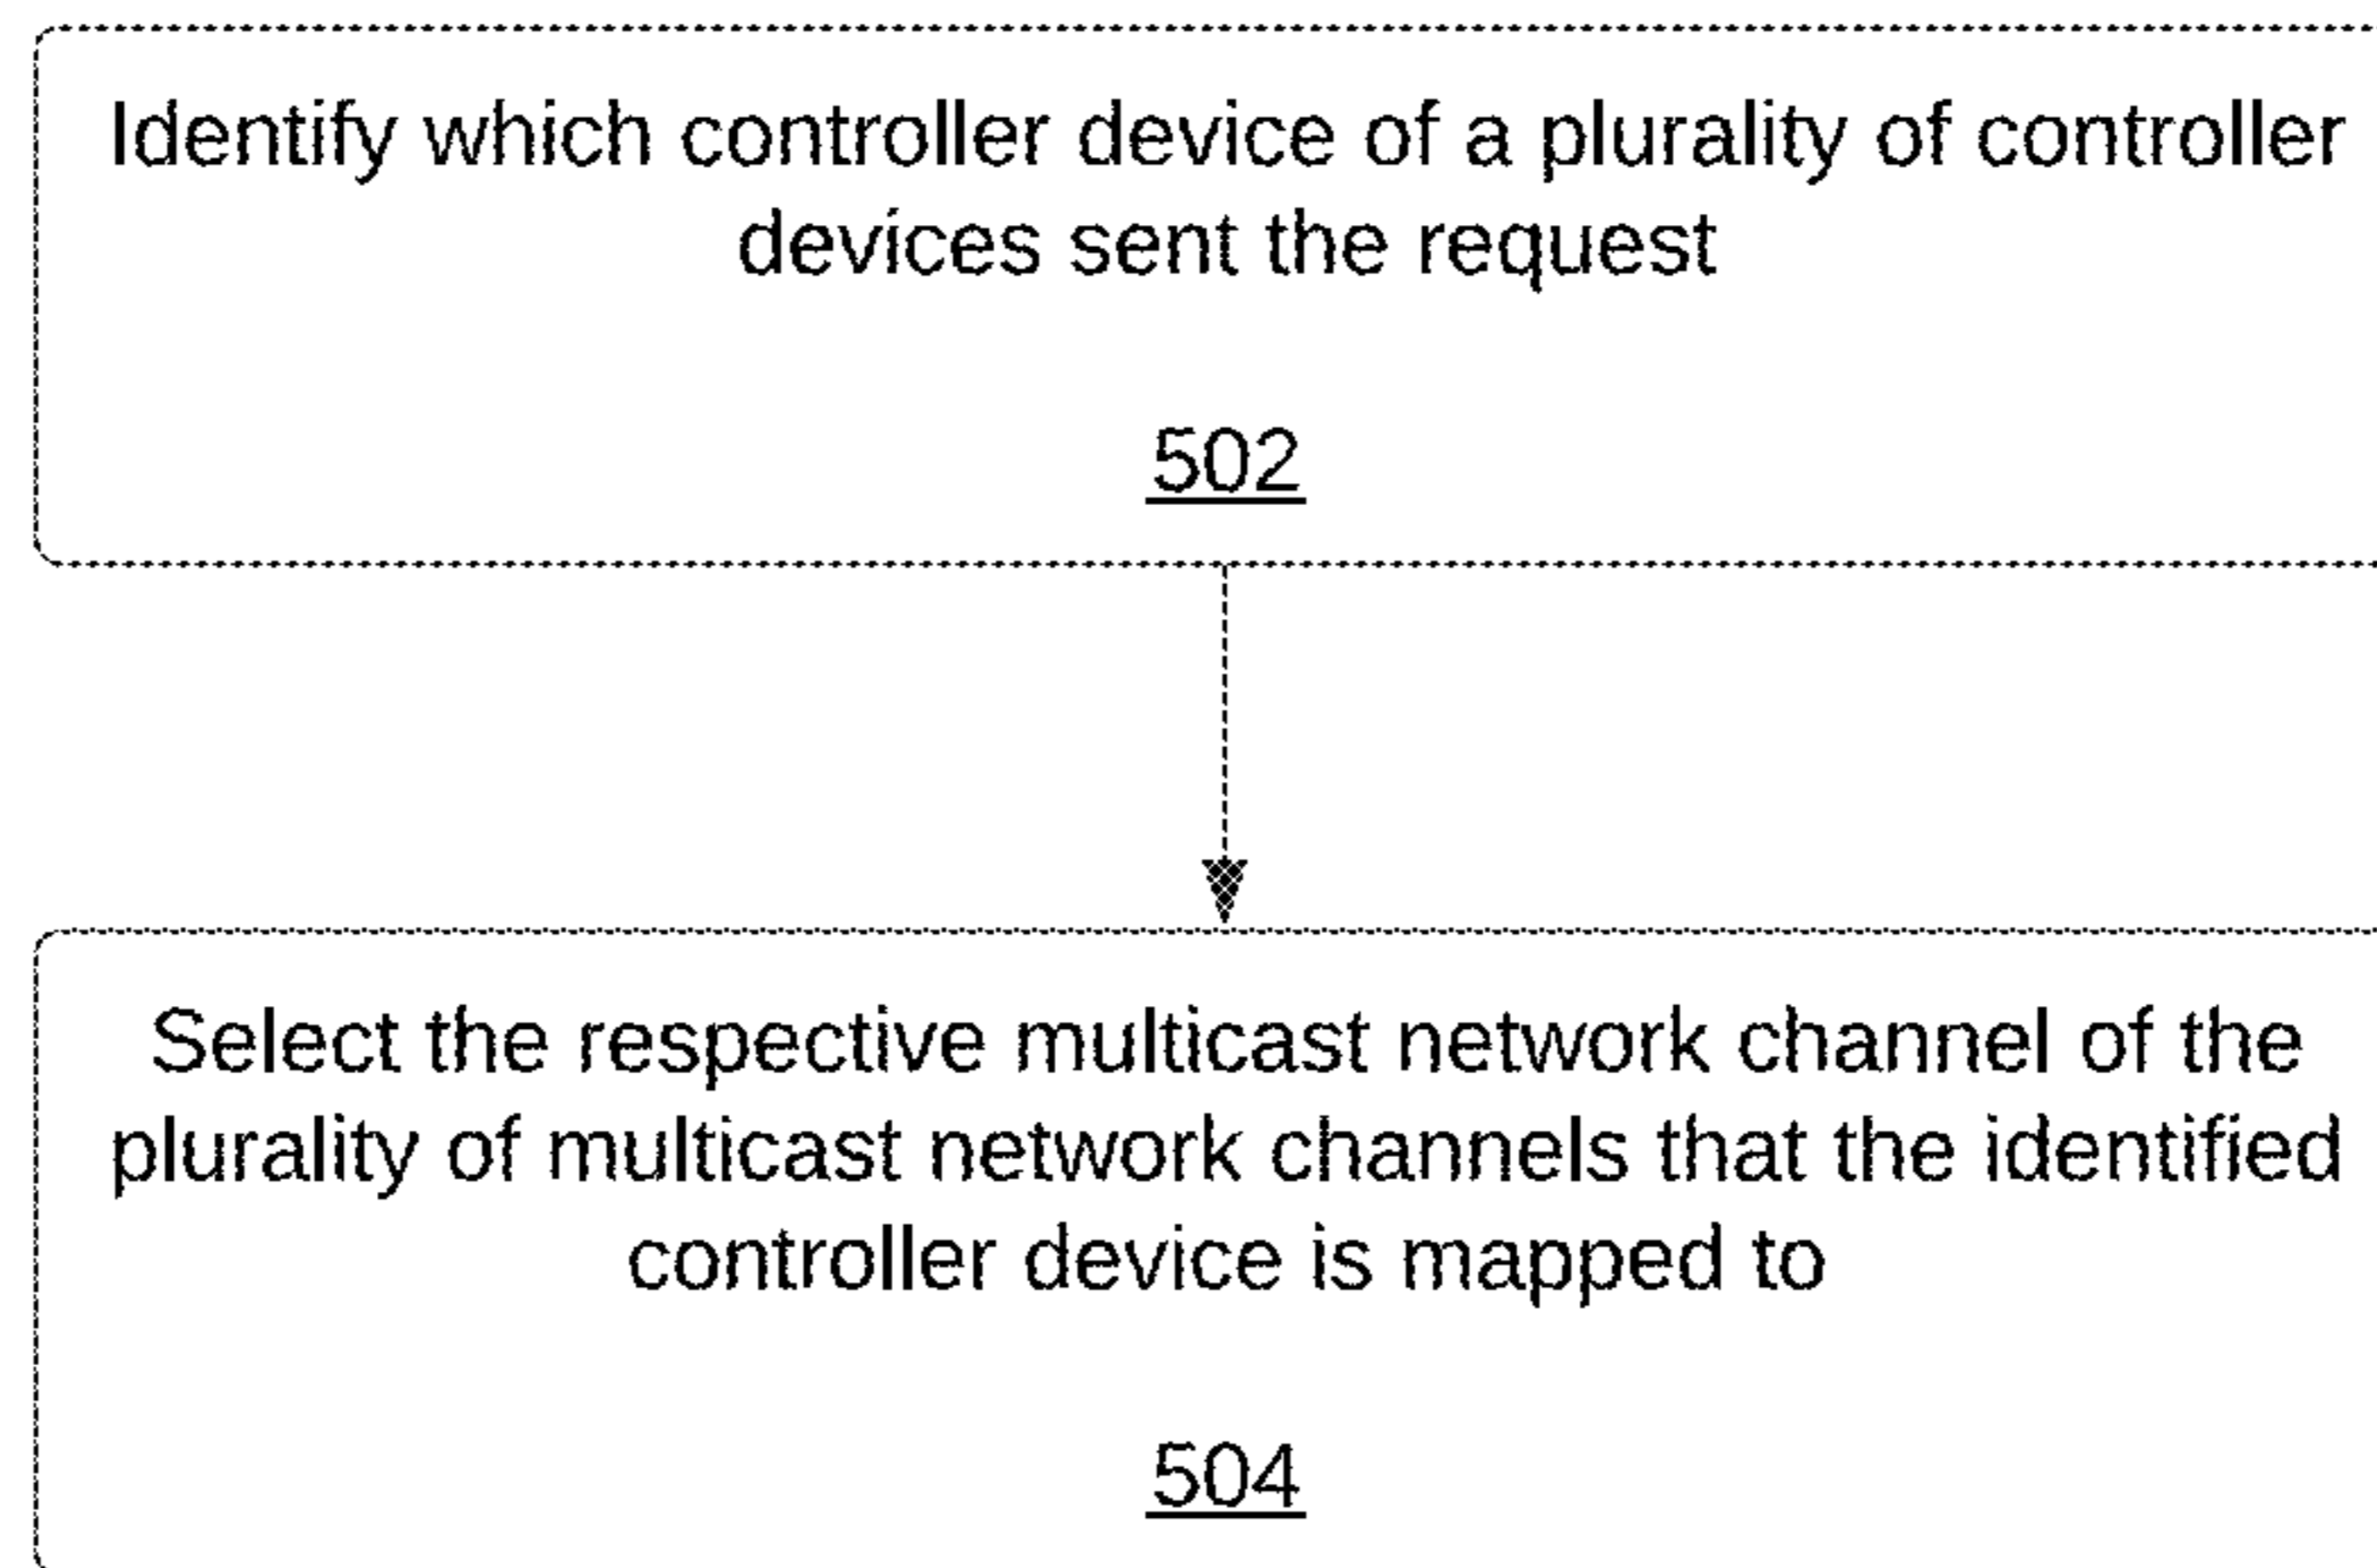 Identify which controller device of a plurality of controller
devices sent the request
502
Select the respective multicast network channel of the
plurality of multicast network channels that the identified
controller device is mapped to
504